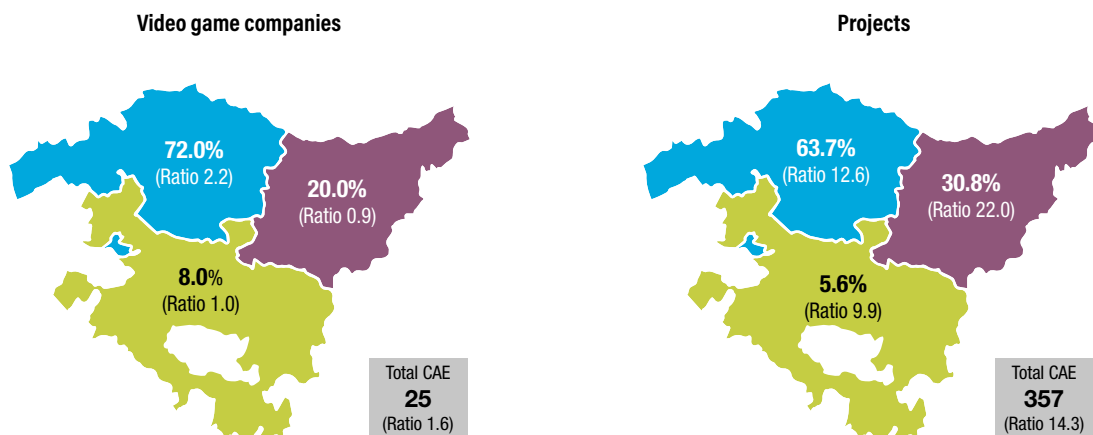 Video game companies
72.0%
(Ratio 2.2)
20.0%
(Ratio 0.9)
8.0%
(Ratio 1.0)
Total CAE
25
(Ratio 1.6)
Projects
63.7%
(Ratio 12.6)
30.8%
(Ratio 22.0)
5.6%
(Ratio 9.9)
Total CAE
357
(Ratio 14.3)